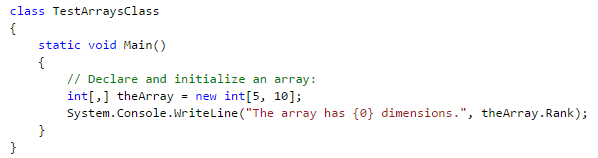 class TestArraysClass
{
    static void Main()
    {
        // Declare and initialize an array:
        int[,] theArray = new int[5, 10];
        System.Console.WriteLine("The array has {0} dimensions.", theArray.Rank);
    }
}